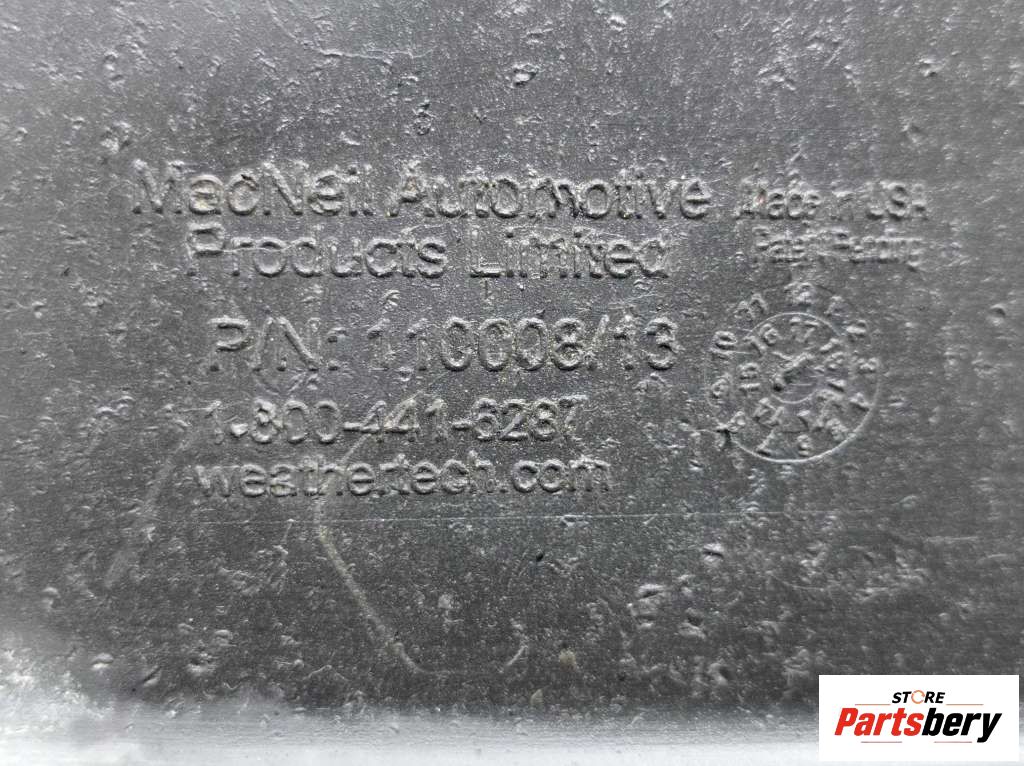 MacNeil Automotive
Products Limited
P/N: 110008/13
1-800-441-6287
weathertech.com
Made in USA
Patent Pending
STORE
Partsbery